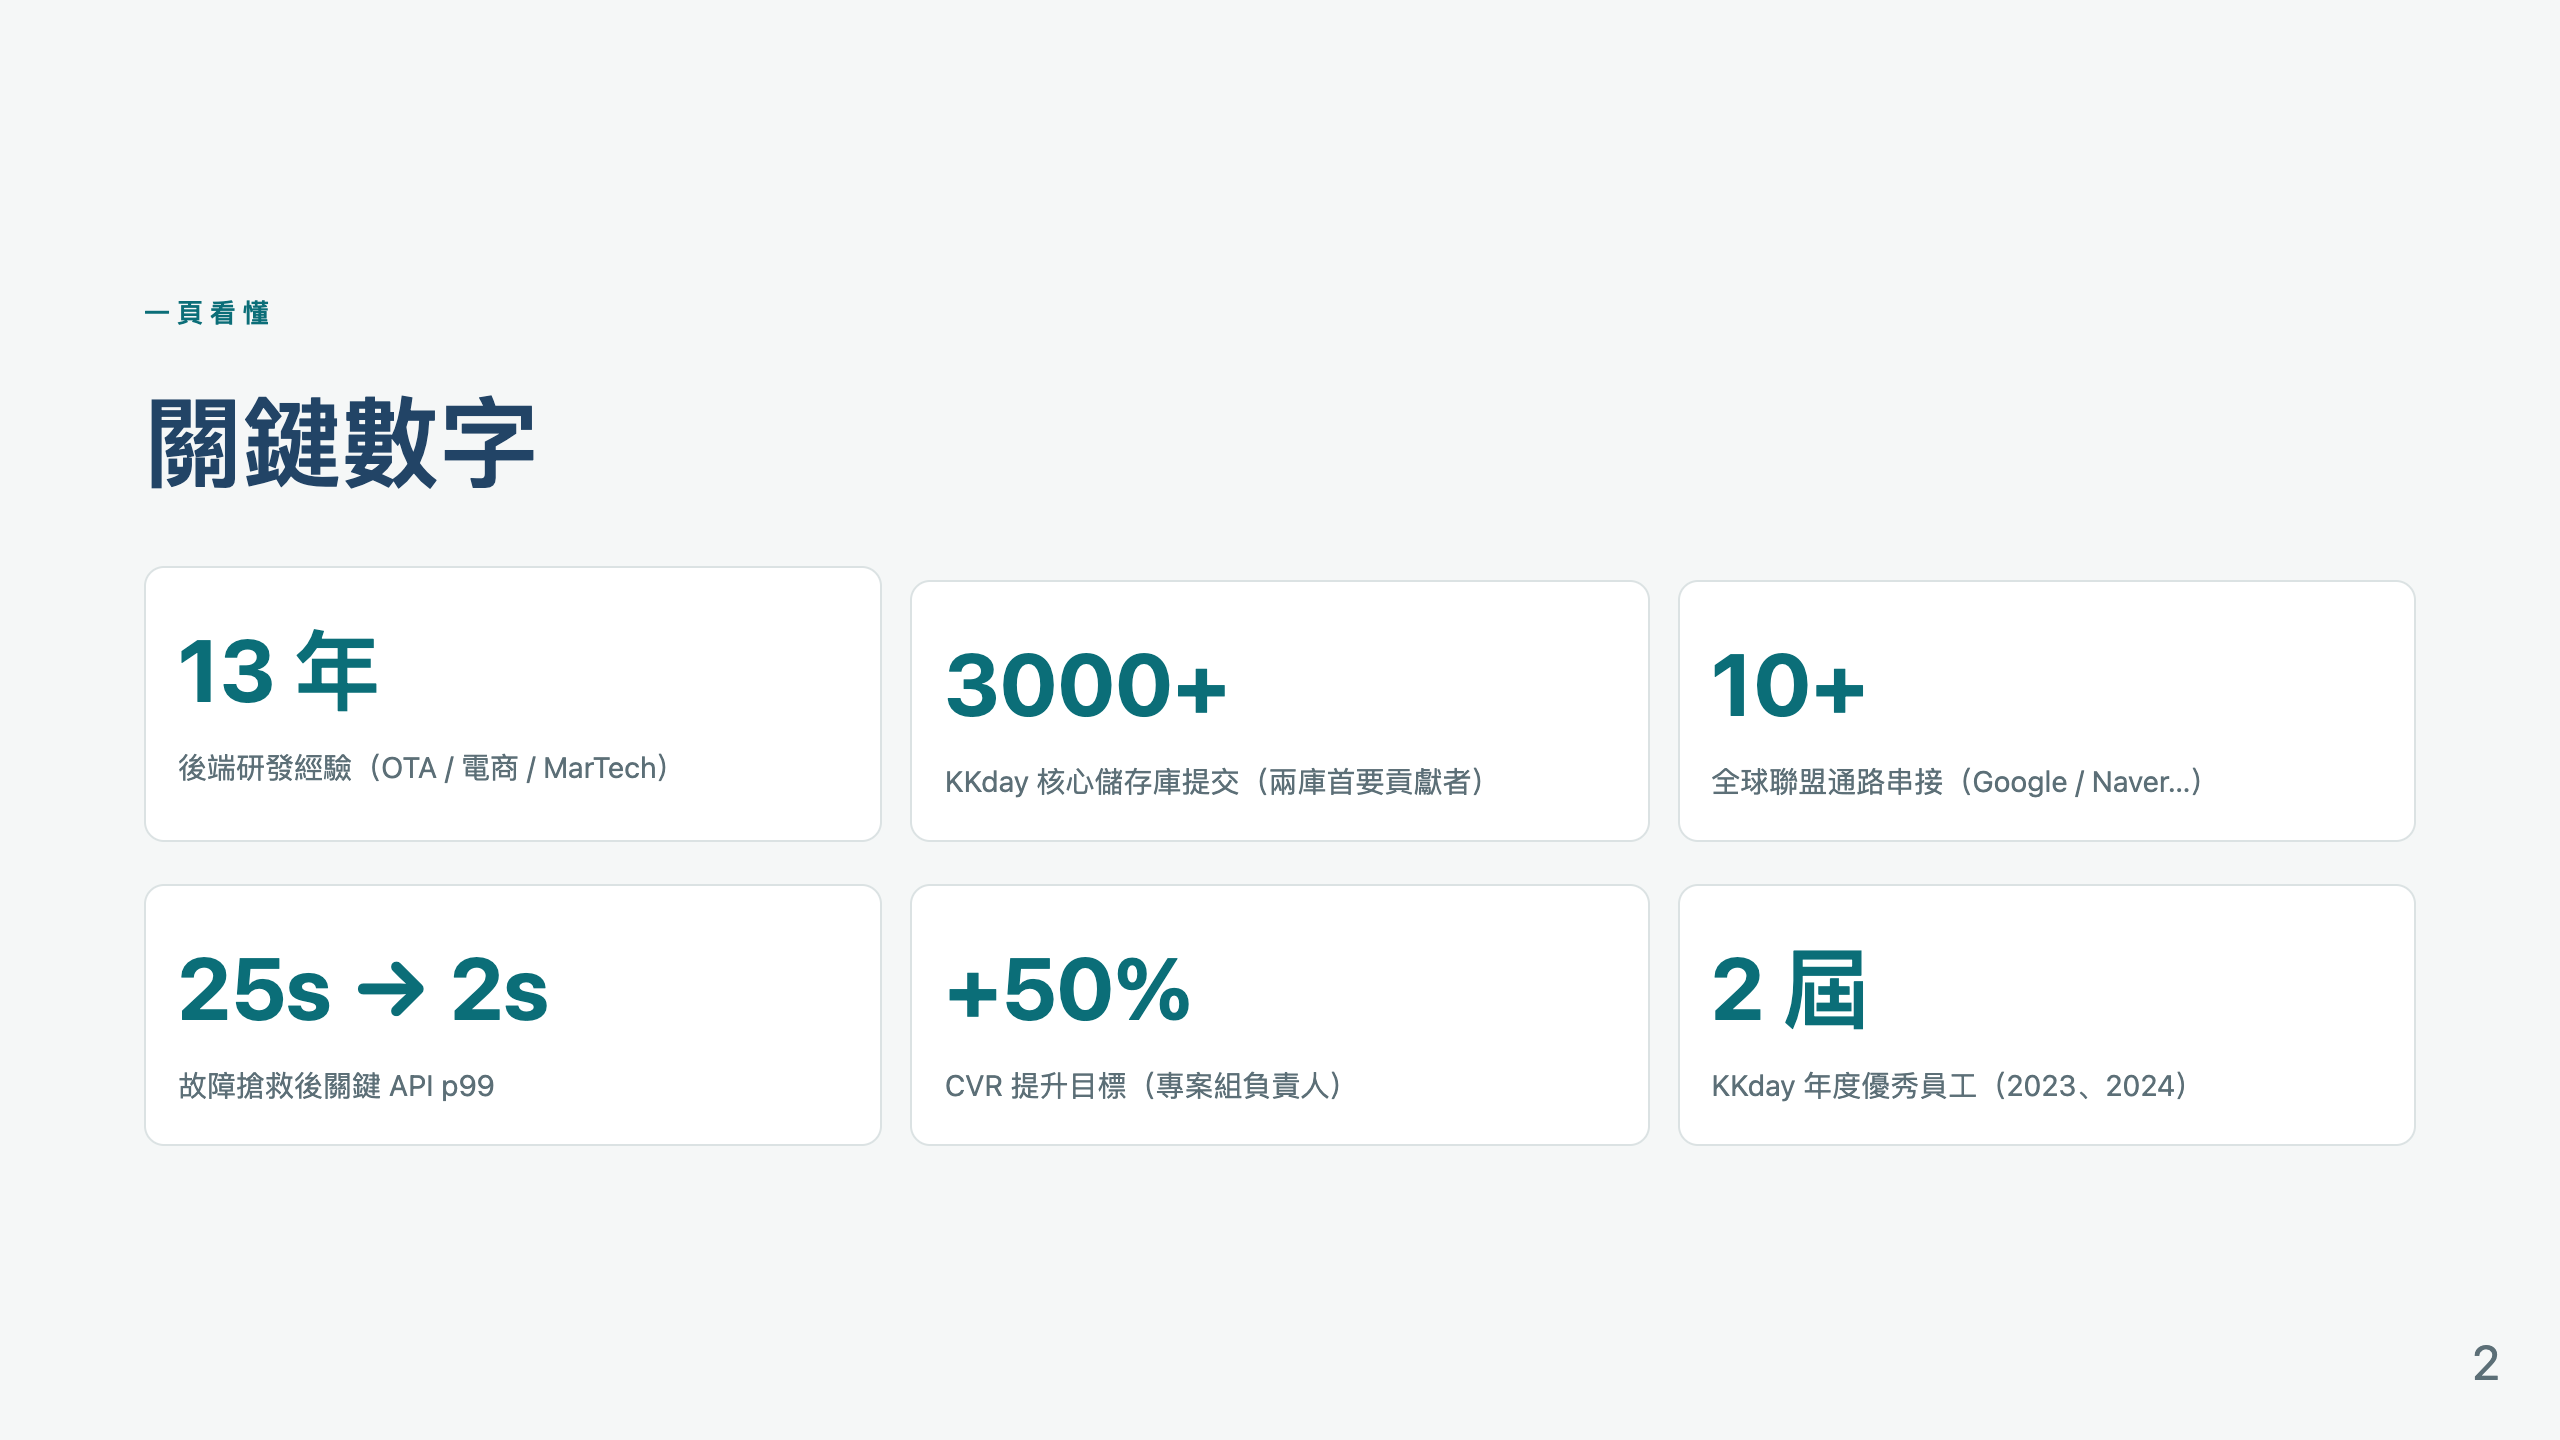 一頁看懂
關鍵數字
13 年
後端研發經驗（OTA / 電商 / MarTech）
3000+
KKday 核心儲存庫提交（兩庫首要貢獻者）
10+
全球聯盟通路串接（Google / Naver...）
25s → 2s
故障搶救後關鍵 API p99
+50%
CVR 提升目標（專案組負責人）
2 屆
KKday 年度優秀員工（2023、2024）
2